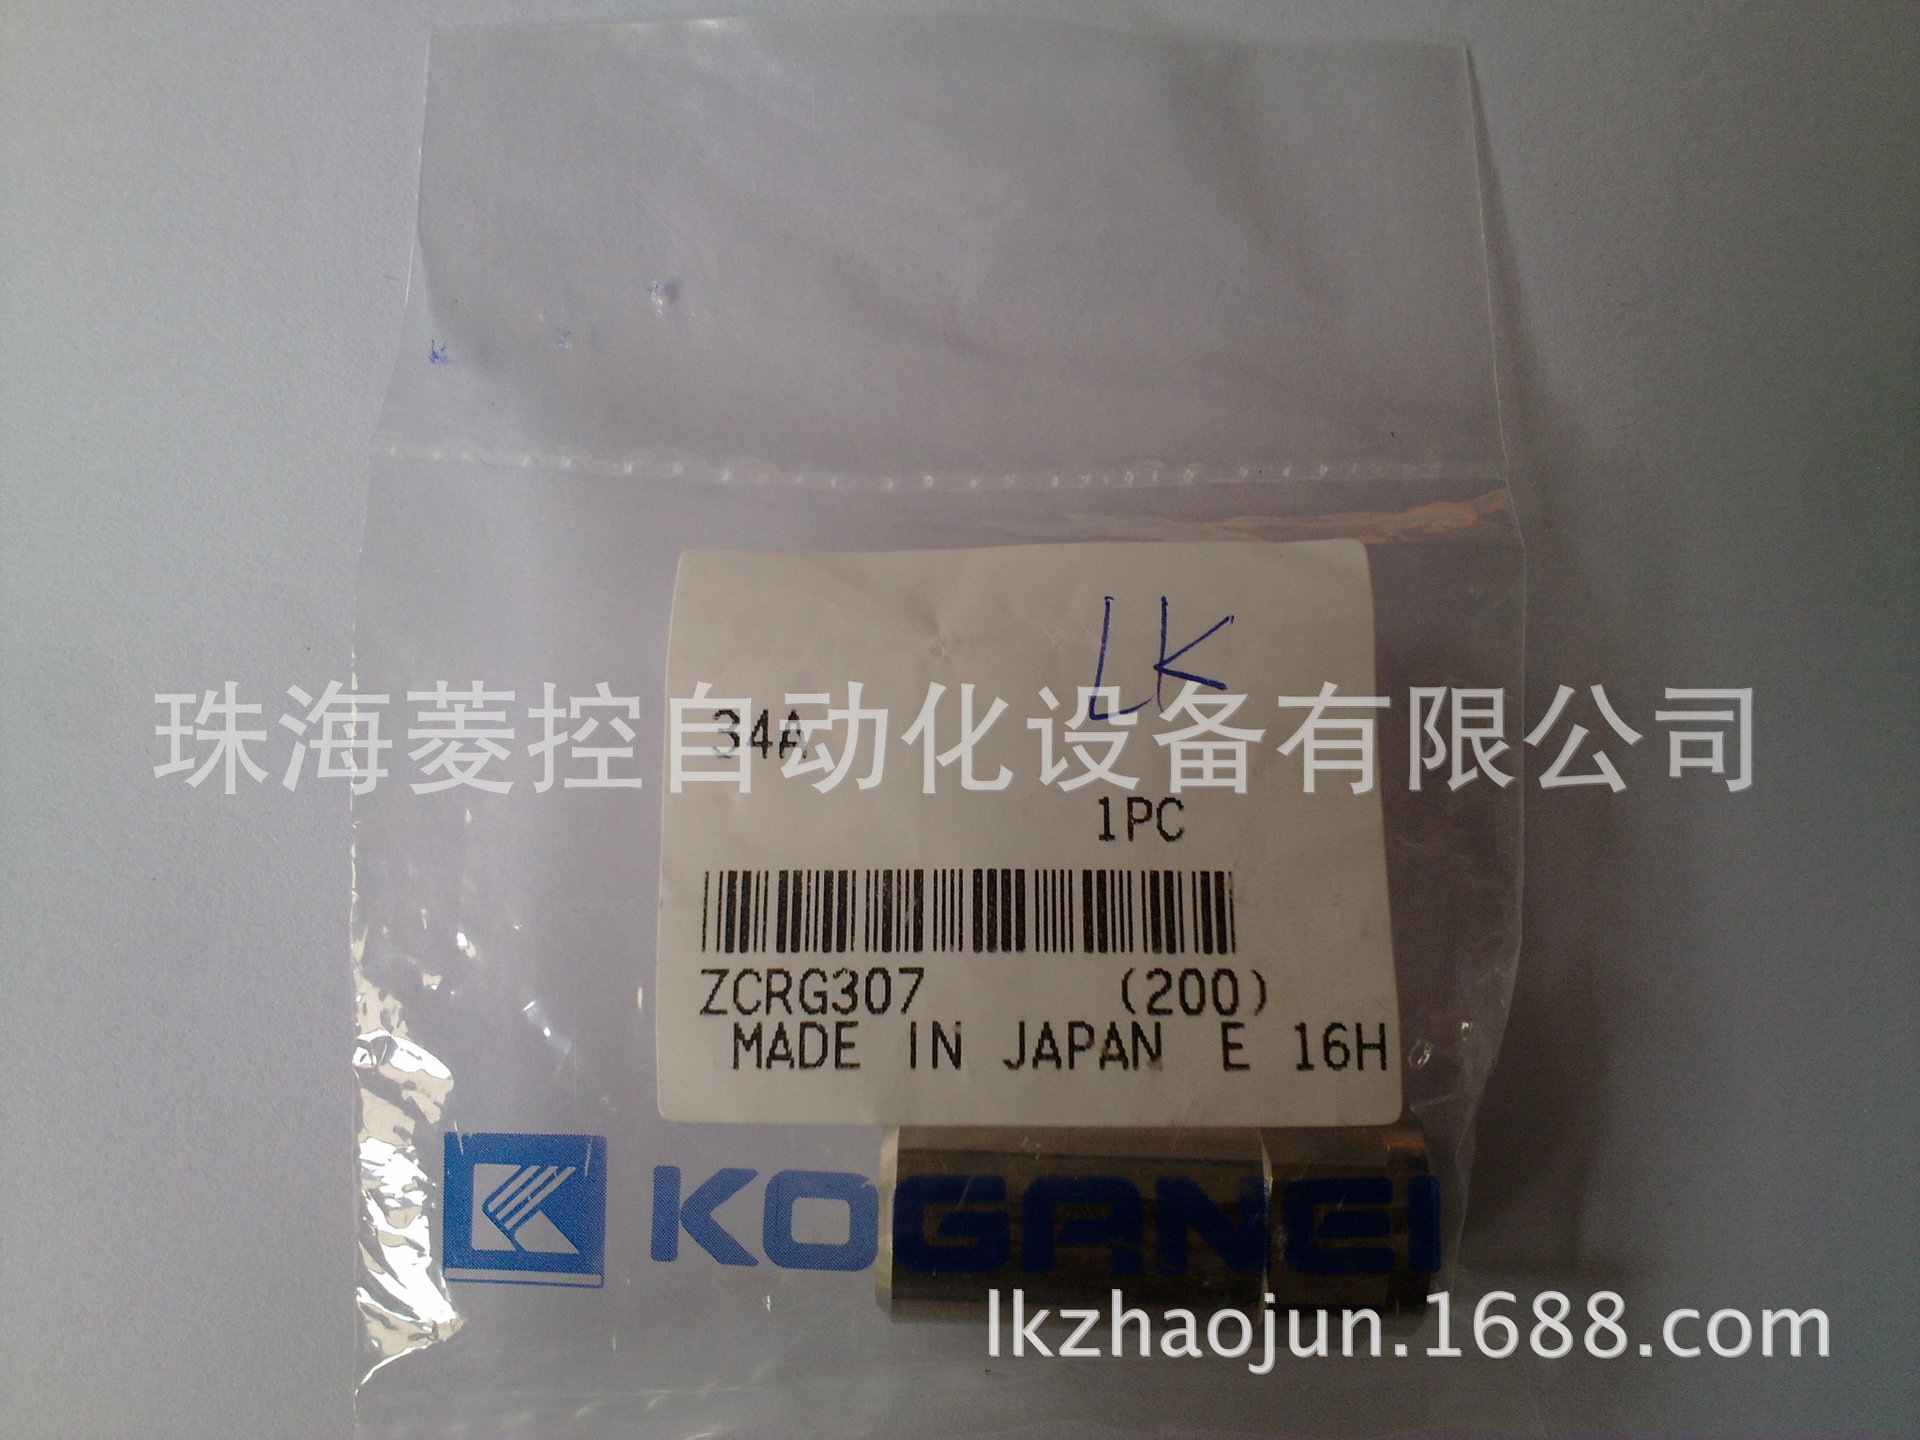 LK
珠海菱控自动化设备有限公司
34A
1PC
ZCRG307 (200)
MADE IN JAPAN E 16H
KOGANEI
lkzhaojun.1688.com